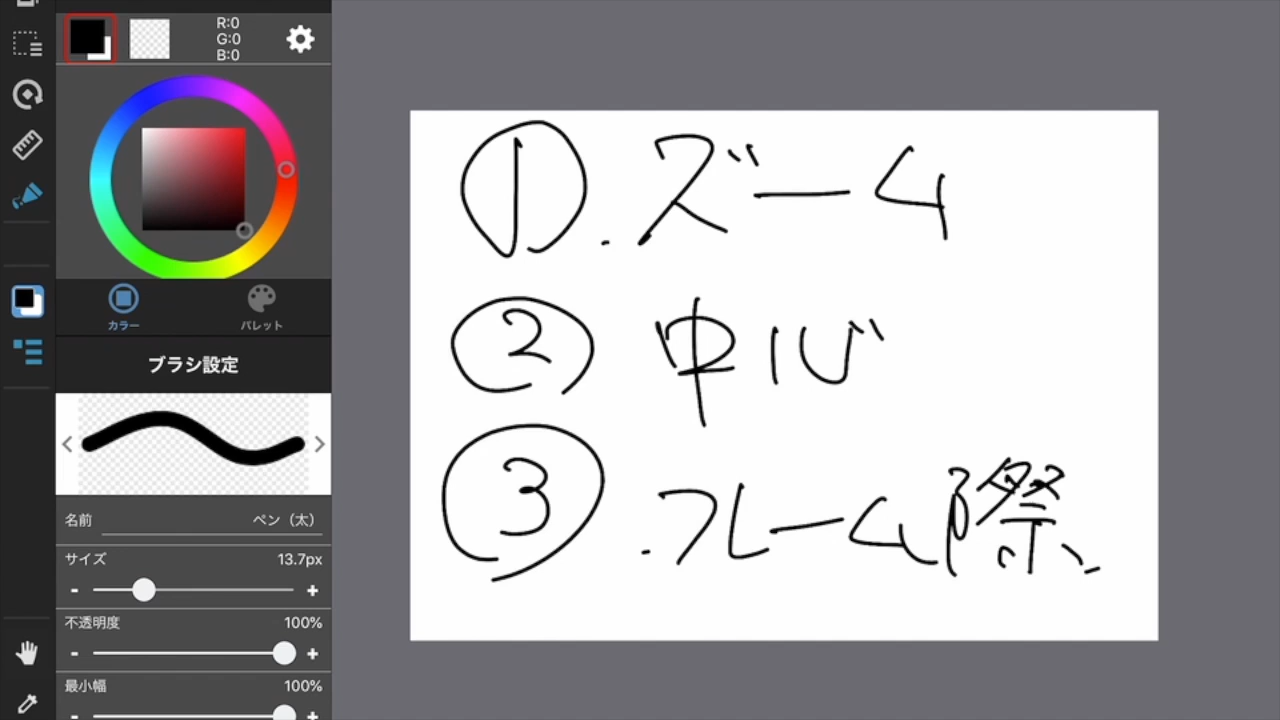 R:0
G:0
B:0
カラー
パレット
ブラシ設定
名前 ペン（太）
サイズ 13.7px
- +
不透明度 100%
- +
最小幅 100%
- +
① . ズーム
② 中心
③ . フレーム際